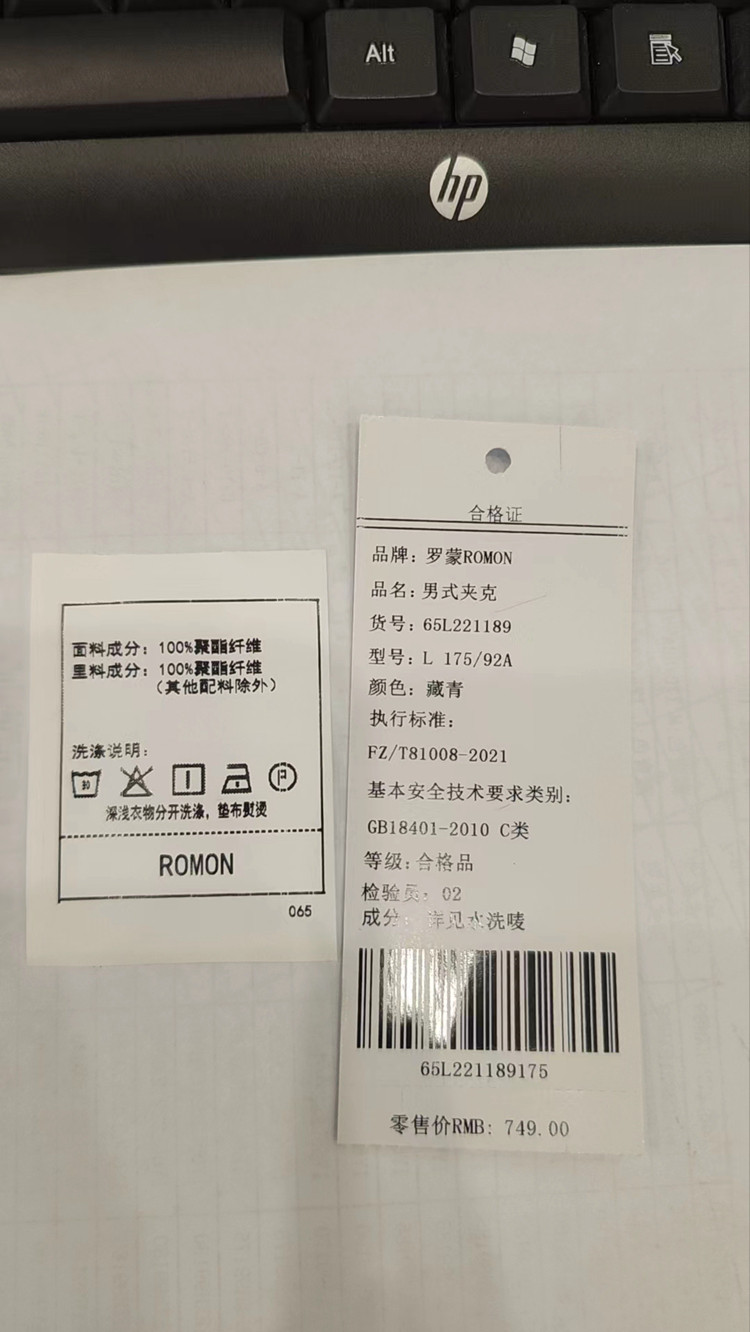 Alt
hp
合格证
品牌：罗蒙ROMON
品名：男式夹克
货号：65L221189
型号：L 175/92A
颜色：藏青
执行标准：
FZ/T81008-2021
基本安全技术要求类别：
GB18401-2010 C类
等级：合格品
检验员：02
成分：详见水洗唛
65L221189175
零售价RMB：749.00
面料成分：100%聚酯纤维
里料成分：100%聚酯纤维
（其他配料除外）
洗涤说明：
30
P
深浅衣物分开洗涤，垫布熨烫
ROMON
065